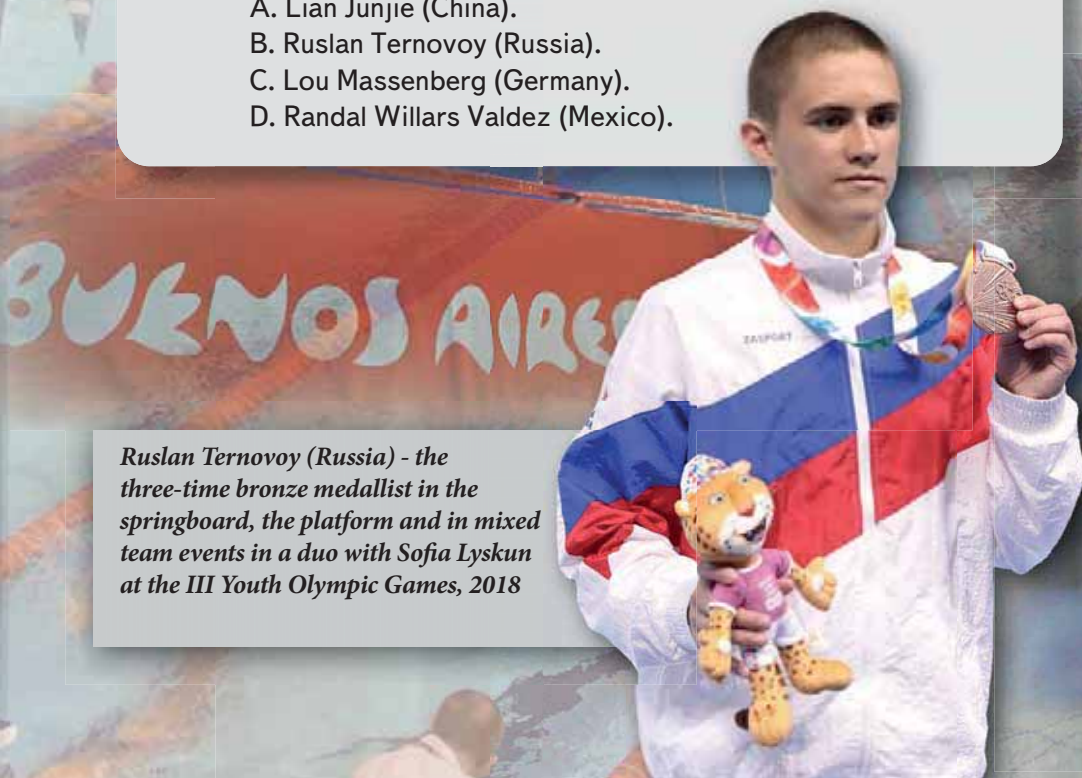 A. Lian Junjie (China).
B. Ruslan Ternovoy (Russia).
C. Lou Massenberg (Germany).
D. Randal Willars Valdez (Mexico).
BUENOS AIRES
ZASPORT
Ruslan Ternovoy (Russia) - the
three-time bronze medallist in the
springboard, the platform and in mixed
team events in a duo with Sofia Lyskun
at the III Youth Olympic Games, 2018